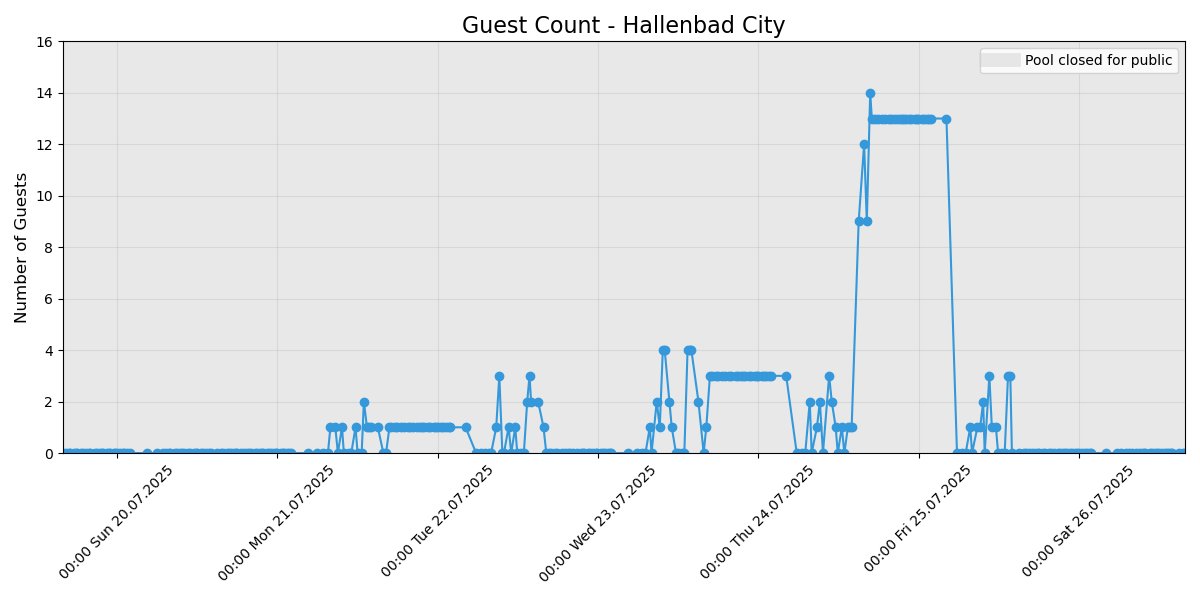 Guest Count - Hallenbad City
Pool closed for public
Number of Guests
16
14
12
10
8
6
4
2
0
00:00 Sun 20.07.2025
00:00 Mon 21.07.2025
00:00 Tue 22.07.2025
00:00 Wed 23.07.2025
00:00 Thu 24.07.2025
00:00 Fri 25.07.2025
00:00 Sat 26.07.2025